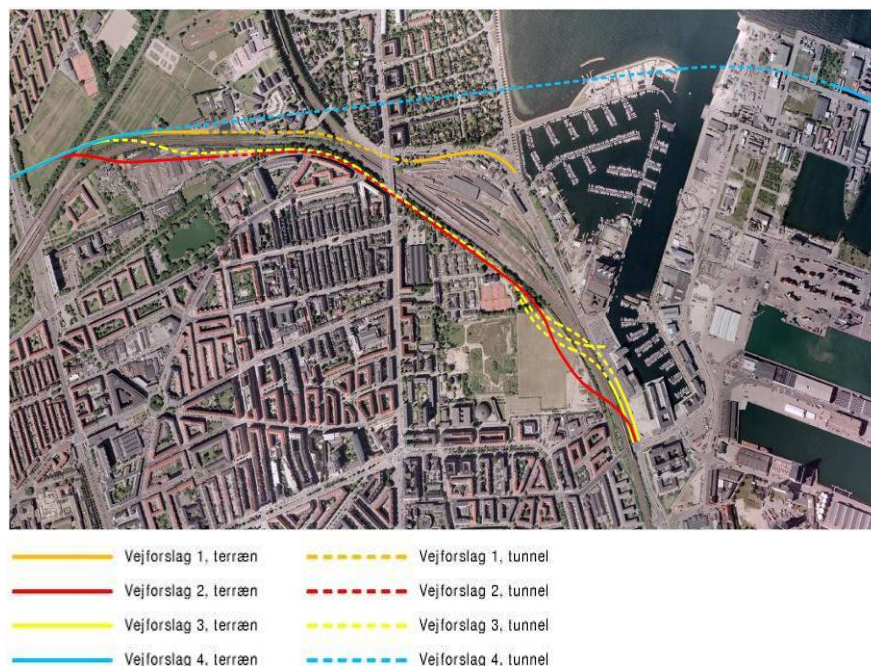 Vejforslag 1, terræn
Vejforslag 1, tunnel
Vejforslag 2, terræn
Vejforslag 2, tunnel
Vejforslag 3, terræn
Vejforslag 3, tunnel
Vejforslag 4, terræn
Vejforslag 4, tunnel